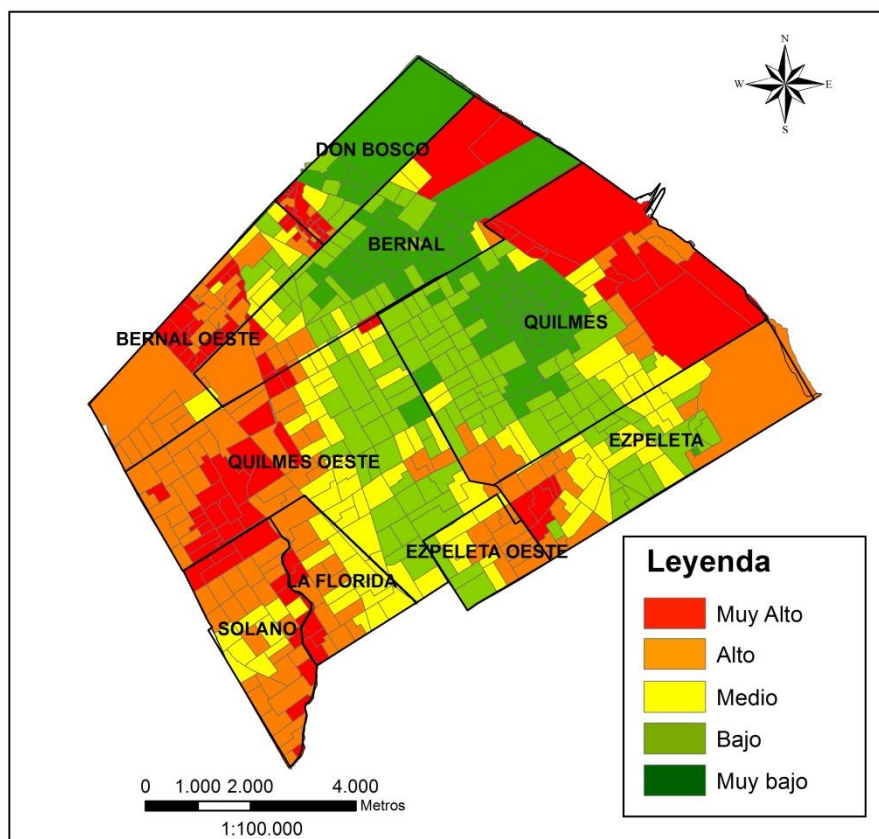 N
W E
S
DON BOSCO
BERNAL
QUILMES
BERNAL OESTE
EZPELETA
QUILMES OESTE
EZPELETA OESTE
LA FLORIDA
SOLANO
Leyenda
Muy Alto
Alto
Medio
Bajo
Muy bajo
0 1.000 2.000 4.000
Metros
1:100.000